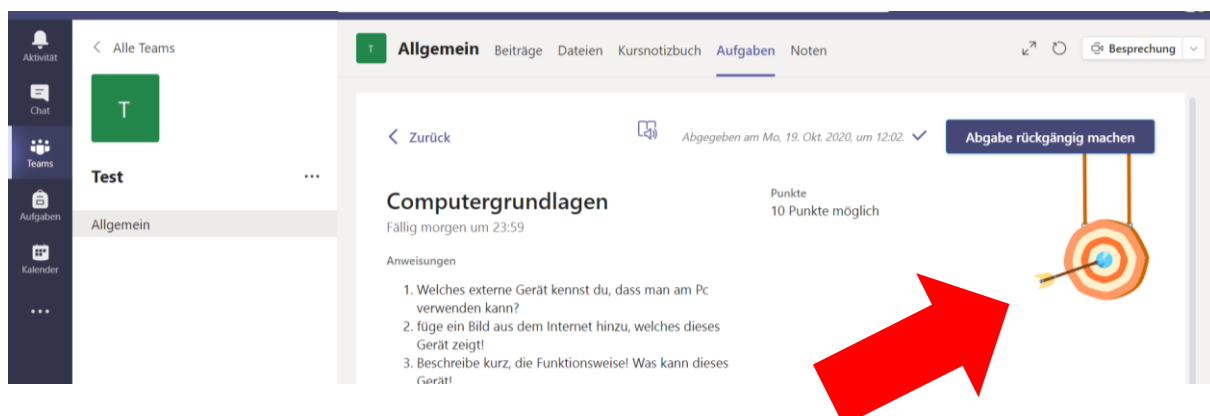 Aktivität
Chat
Teams
Aufgaben
Kalender
Alle Teams
T
Test
Allgemein
T Allgemein Beiträge Dateien Kursnotizbuch Aufgaben Noten Besprechung
Zurück Abgegeben am Mo, 19. Okt. 2020, um 12:02. Abgabe rückgängig machen
Computergrundlagen
Fällig morgen um 23:59
Punkte
10 Punkte möglich
Anweisungen
1. Welches externe Gerät kennst du, dass man am Pc
verwenden kann?
2. füge ein Bild aus dem Internet hinzu, welches dieses
Gerät zeigt!
3. Beschreibe kurz, die Funktionsweise! Was kann dieses
Gerät!